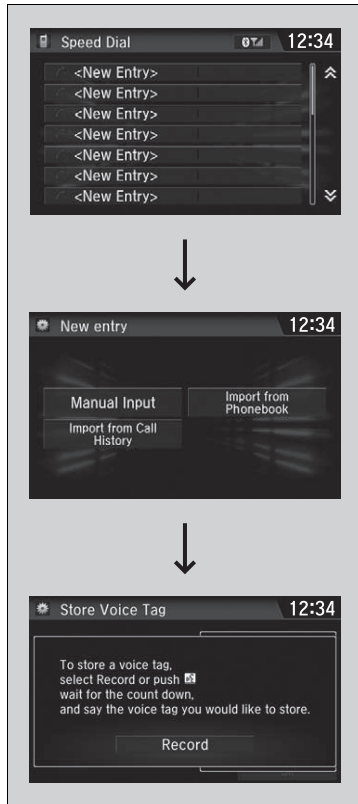 Speed Dial
12:34
<New Entry>
<New Entry>
<New Entry>
<New Entry>
<New Entry>
<New Entry>
<New Entry>
New entry
12:34
Manual Input
Import from
Phonebook
Import from Call
History
Store Voice Tag
12:34
To store a voice tag,
select Record or push
wait for the count down,
and say the voice tag you would like to store.
Record